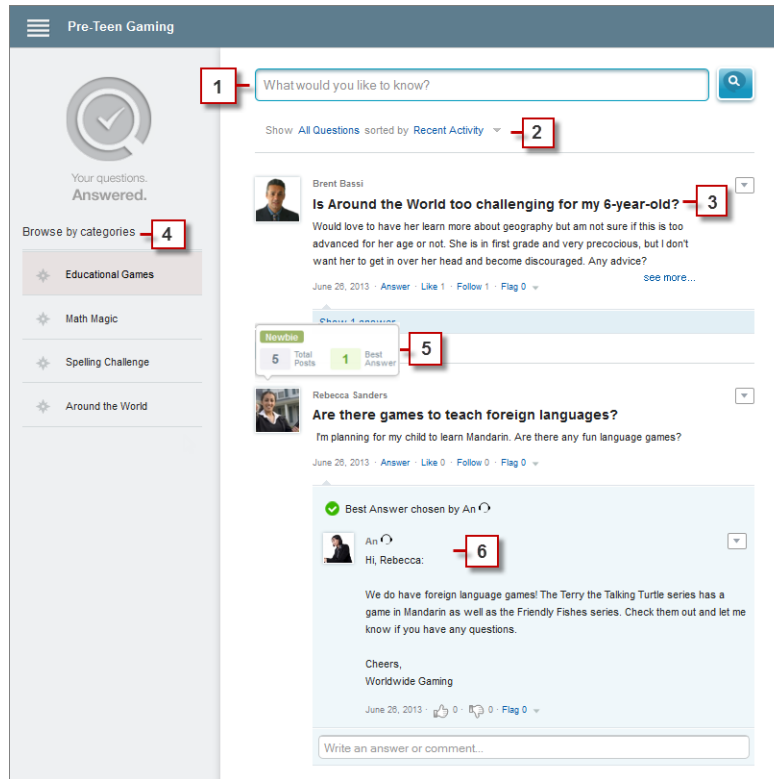 Pre-Teen Gaming
1
What would you like to know?
Show All Questions sorted by Recent Activity
2
Your questions.
Answered.
Browse by categories
4
Educational Games
Math Magic
Spelling Challenge
Around the World
Brent Bassi
Is Around the World too challenging for my 6-year-old?
3
Would love to have her learn more about geography but am not sure if this is too
advanced for her age or not. She is in first grade and very precocious, but I don't
want her to get in over her head and become discouraged. Any advice?
see more...
June 26, 2013 · Answer · Like 1 · Follow 1 · Flag 0
Show 1 answer
Newbie
5 Total Posts 1 Best Answer
5
Rebecca Sanders
Are there games to teach foreign languages?
I'm planning for my child to learn Mandarin. Are there any fun language games?
June 26, 2013 · Answer · Like 0 · Follow 0 · Flag 0
Best Answer chosen by An
An
6
Hi, Rebecca:
We do have foreign language games! The Terry the Talking Turtle series has a
game in Mandarin as well as the Friendly Fishes series. Check them out and let me
know if you have any questions.
Cheers,
Worldwide Gaming
June 26, 2013 · 0 · 0 · Flag 0
Write an answer or comment...